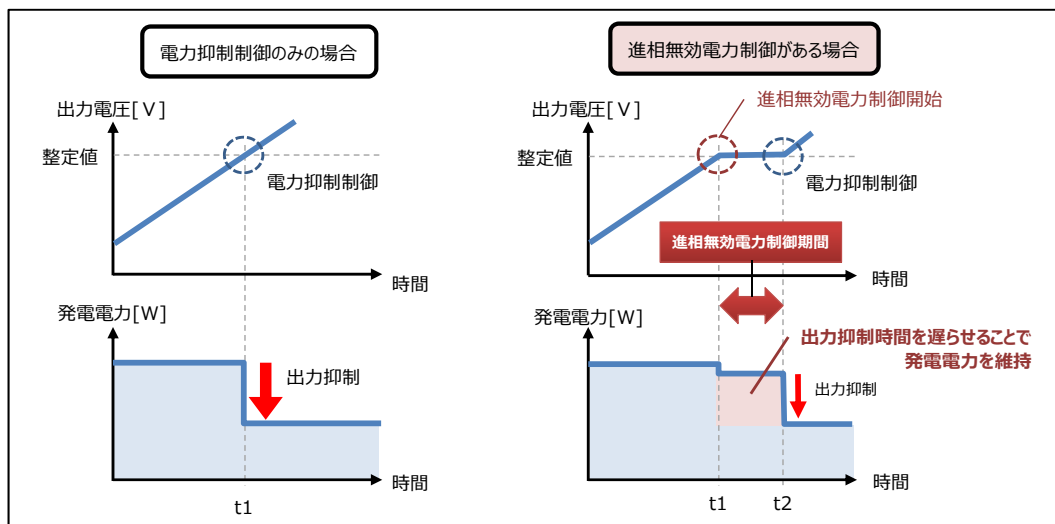 電力抑制制御のみの場合
出力電圧[V]
整定値
電力抑制制御
時間
発電電力[W]
出力抑制
時間
t1
進相無効電力制御がある場合
進相無効電力制御開始
出力電圧[V]
整定値
電力抑制制御
進相無効電力制御期間
時間
発電電力[W]
出力抑制時間を遅らせることで
発電電力を維持
出力抑制
時間
t1
t2